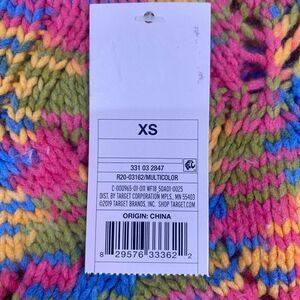 XS
331 03 2847
R20-03162/MULTICOLOR
C-000965-01-011 WF18_50A01-0025
DIST. BY TARGET CORPORATION MPLS., MN 55403
©2019 TARGET BRANDS, INC. SHOP TARGET.COM
ORIGIN: CHINA
8 29576 33362 2